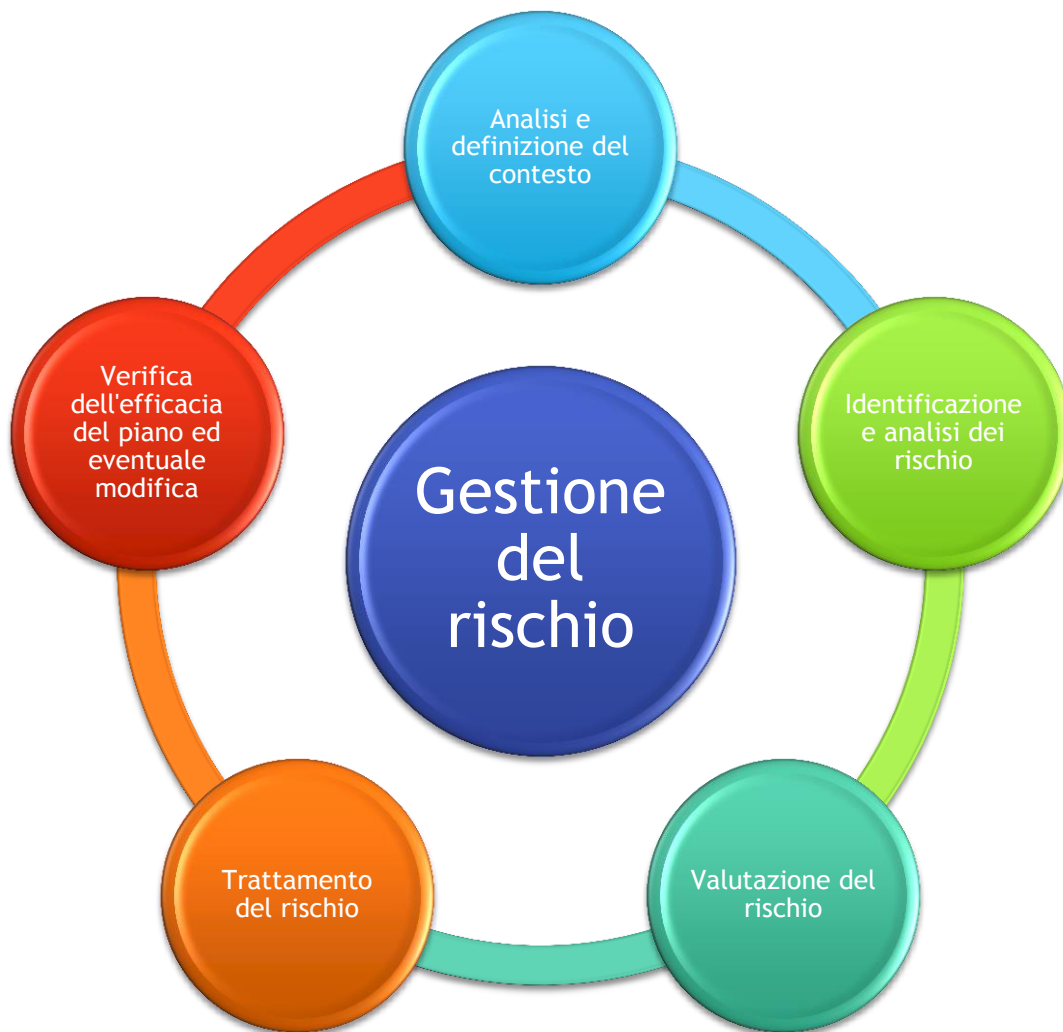 Analisi e
definizione del
contesto
Identificazione
e analisi dei
rischio
Valutazione del
rischio
Trattamento
del rischio
Verifica
dell'efficacia
del piano ed
eventuale
modifica
Gestione
del
rischio